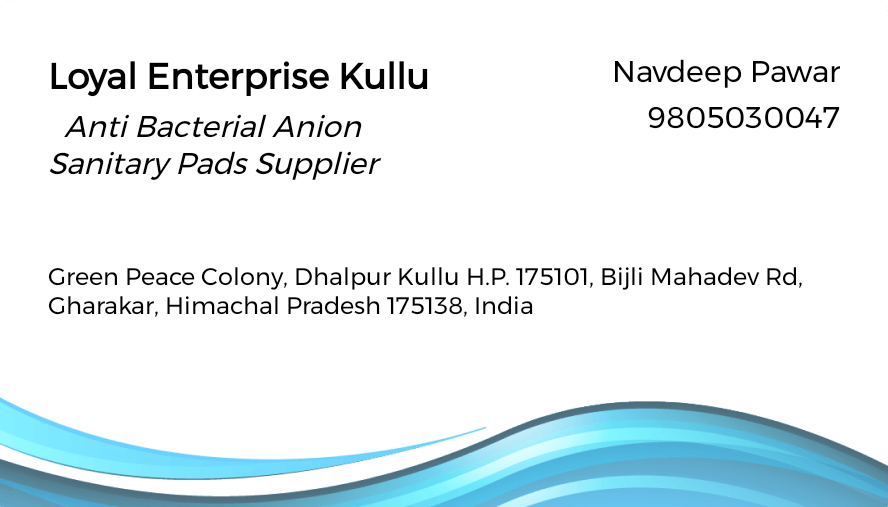 Loyal Enterprise Kullu
Anti Bacterial Anion
Sanitary Pads Supplier
Navdeep Pawar
9805030047
Green Peace Colony, Dhalpur Kullu H.P. 175101, Bijli Mahadev Rd,
Gharakar, Himachal Pradesh 175138, India